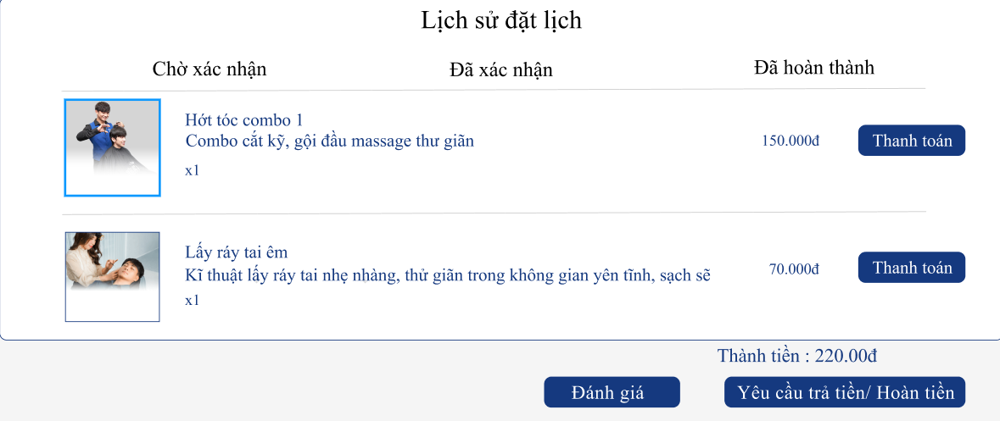 Lịch sử đặt lịch
Chờ xác nhận
Đã xác nhận
Đã hoàn thành
Hớt tóc combo 1
Combo cắt kỹ, gội đầu massage thư giãn
x1
150.000đ
Thanh toán
Lấy ráy tai êm
Kĩ thuật lấy ráy tai nhẹ nhàng, thử giãn trong không gian yên tĩnh, sạch sẽ
x1
70.000đ
Thanh toán
Thành tiền : 220.00đ
Đánh giá
Yêu cầu trả tiền/ Hoàn tiền